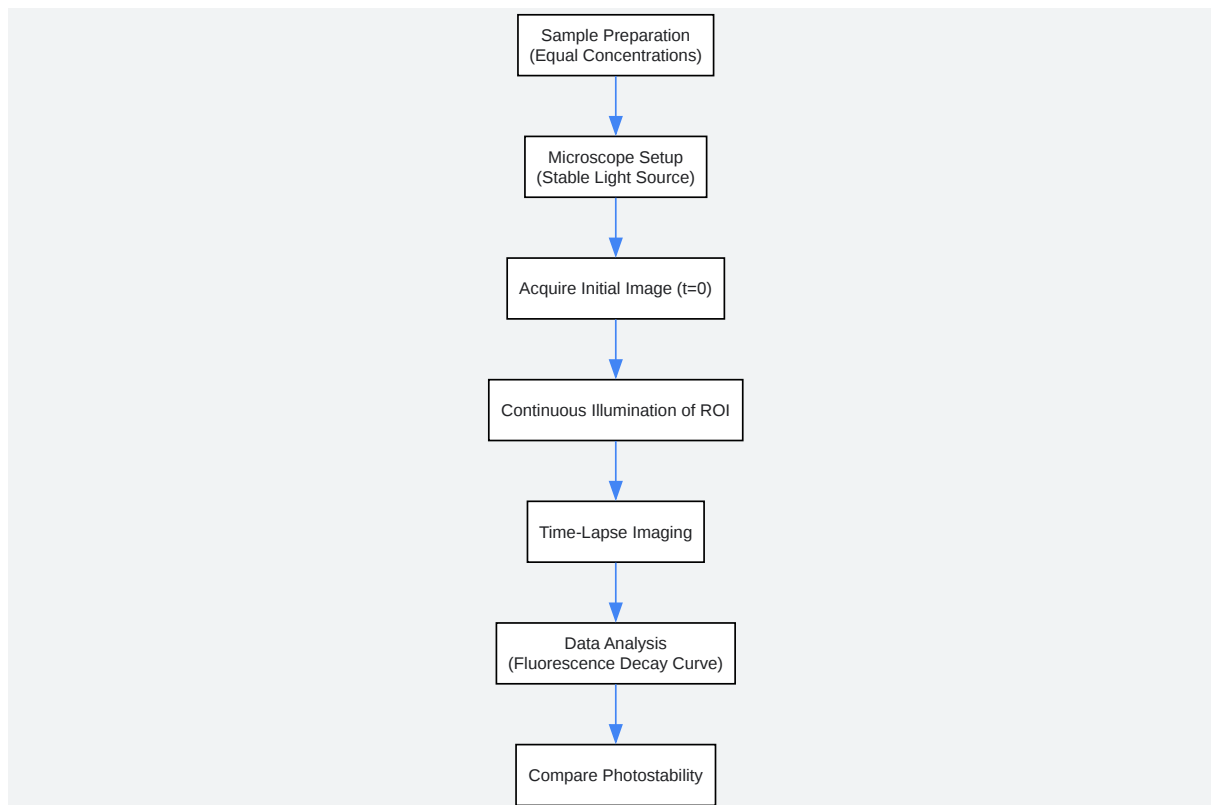 Sample Preparation
(Equal Concentrations)
Microscope Setup
(Stable Light Source)
Acquire Initial Image (t=0)
Continuous Illumination of ROI
Time-Lapse Imaging
Data Analysis
(Fluorescence Decay Curve)
Compare Photostability